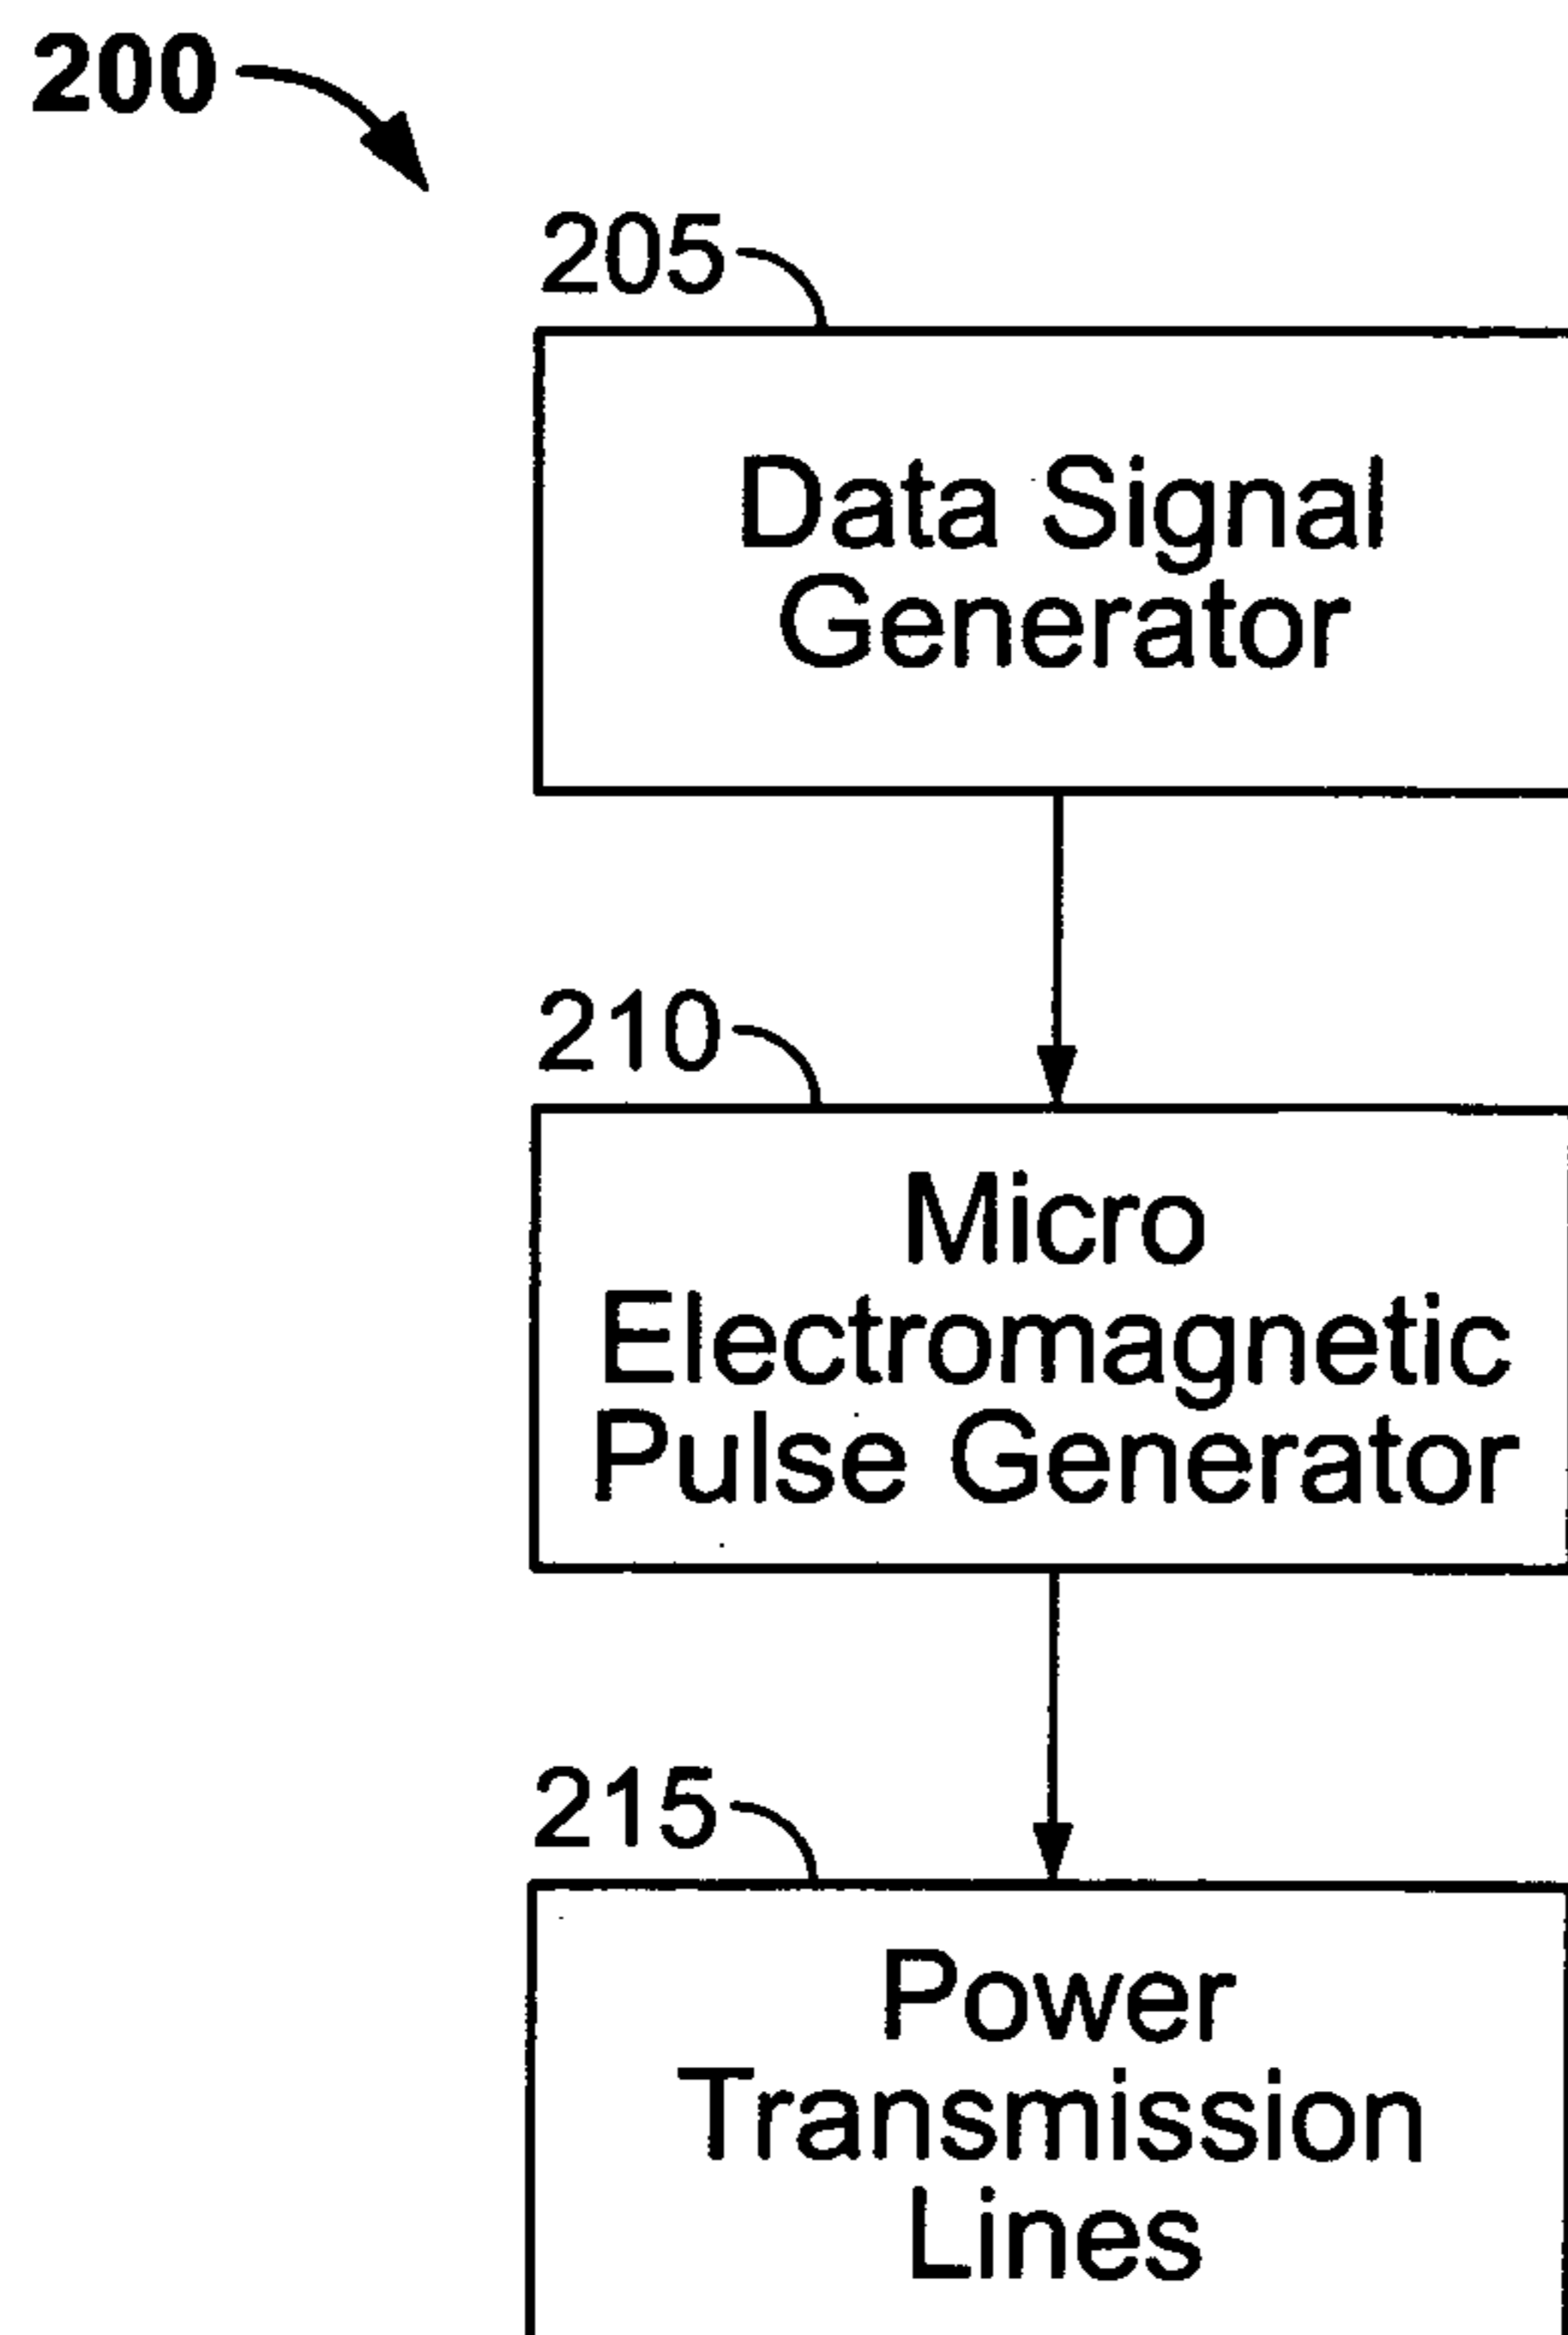 200
205
Data Signal
Generator
210
Micro
Electromagnetic
Pulse Generator
215
Power
Transmission
Lines